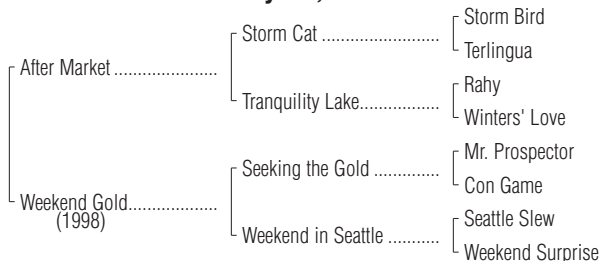 Storm Bird
Storm Cat ........................
Terlingua
After Market .....................
Rahy
Tranquility Lake................
Winters' Love
Mr. Prospector
Seeking the Gold .............
Con Game
Weekend Gold..................
(1998)
Seattle Slew
Weekend in Seattle ..........
Weekend Surprise